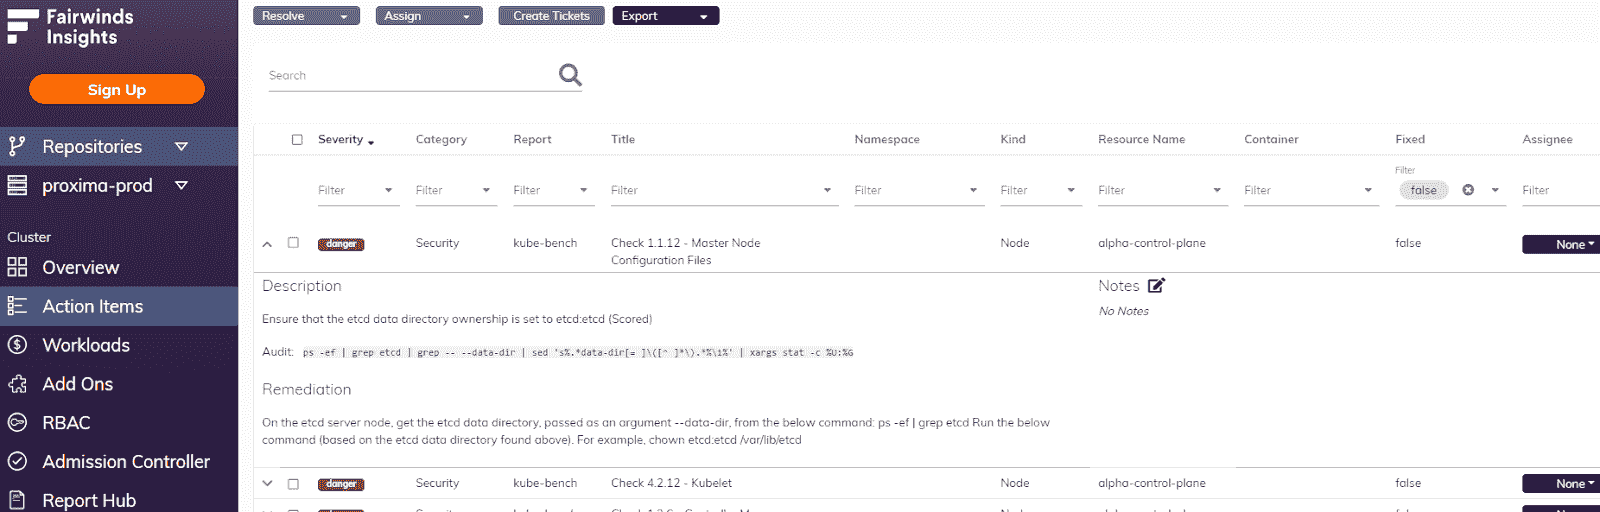 Fairwinds
Insights
Sign Up
Repositories
proxima-prod
Cluster
Overview
Action Items
Workloads
Add Ons
RBAC
Admission Controller
Report Hub
Resolve Assign Create Tickets Export
Search
Severity Category Report Title Namespace Kind Resource Name Container Fixed Assignee
Filter
Filter Filter Filter Filter Filter Filter Filter Filter false Filter
danger Security kube-bench Check 1.1.12 - Master Node Node alpha-control-plane false None
Configuration Files
Description Notes
No Notes
Ensure that the etcd data directory ownership is set to etcd:etcd (Scored)
Audit: ps -ef | grep etcd | grep -- --data-dir | sed 's%.*data-dir[= ]\([^ ]*\).*%\1%' | xargs stat -c %U:%G
Remediation
On the etcd server node, get the etcd data directory, passed as an argument --data-dir, from the below command: ps -ef | grep etcd Run the below
command (based on the etcd data directory found above). For example, chown etcd:etcd /var/lib/etcd
danger Security kube-bench Check 4.2.12 - Kubelet Node alpha-control-plane false None